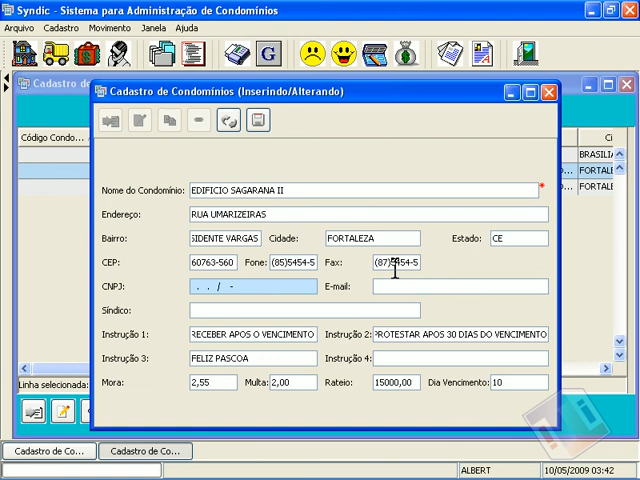 Syndic - Sistema para Administração de Condomínios
Arquivo Cadastro Movimento Janela Ajuda
G
Cadastro de
Cadastro de Condomínios (Inserindo/Alterando)
Código Condo...
Ci
BRASILIA
FORTALE
Nome do Condomínio: EDIFICIO SAGARANA II *
Endereço: RUA UMARIZEIRAS
Bairro: SIDENTE VARGAS Cidade: FORTALEZA Estado: CE
CEP: 60763-560 Fone: (85)5454-5 Fax: (87)5454-5
CNPJ: . . / - E-mail:
Síndico:
Instrução 1: RECEBER APOS O VENCIMENTO Instrução 2: PROTESTAR APOS 30 DIAS DO VENCIMENTO
Instrução 3: FELIZ PASCOA Instrução 4:
Mora: 2,55 Multa: 2,00 Rateio: 15000,00 Dia Vencimento: 10
Linha selecionada:
Cadastro de Co... Cadastro de Co...
ALBERT 10/05/2009 03:42